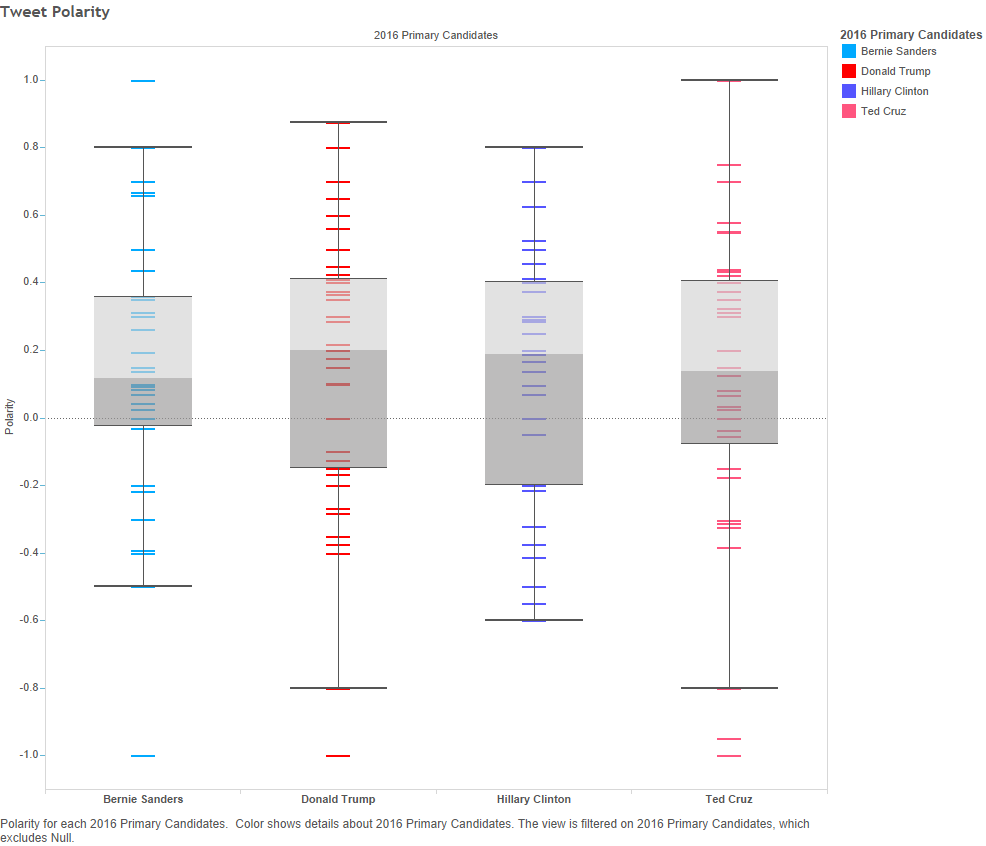 Tweet Polarity
2016 Primary Candidates
2016 Primary Candidates
Bernie Sanders
Donald Trump
Hillary Clinton
Ted Cruz
1.0
0.8
0.6
0.4
0.2
0.0
-0.2
-0.4
-0.6
-0.8
-1.0
Polarity
Bernie Sanders
Donald Trump
Hillary Clinton
Ted Cruz
Polarity for each 2016 Primary Candidates.  Color shows details about 2016 Primary Candidates. The view is filtered on 2016 Primary Candidates, which
excludes Null.